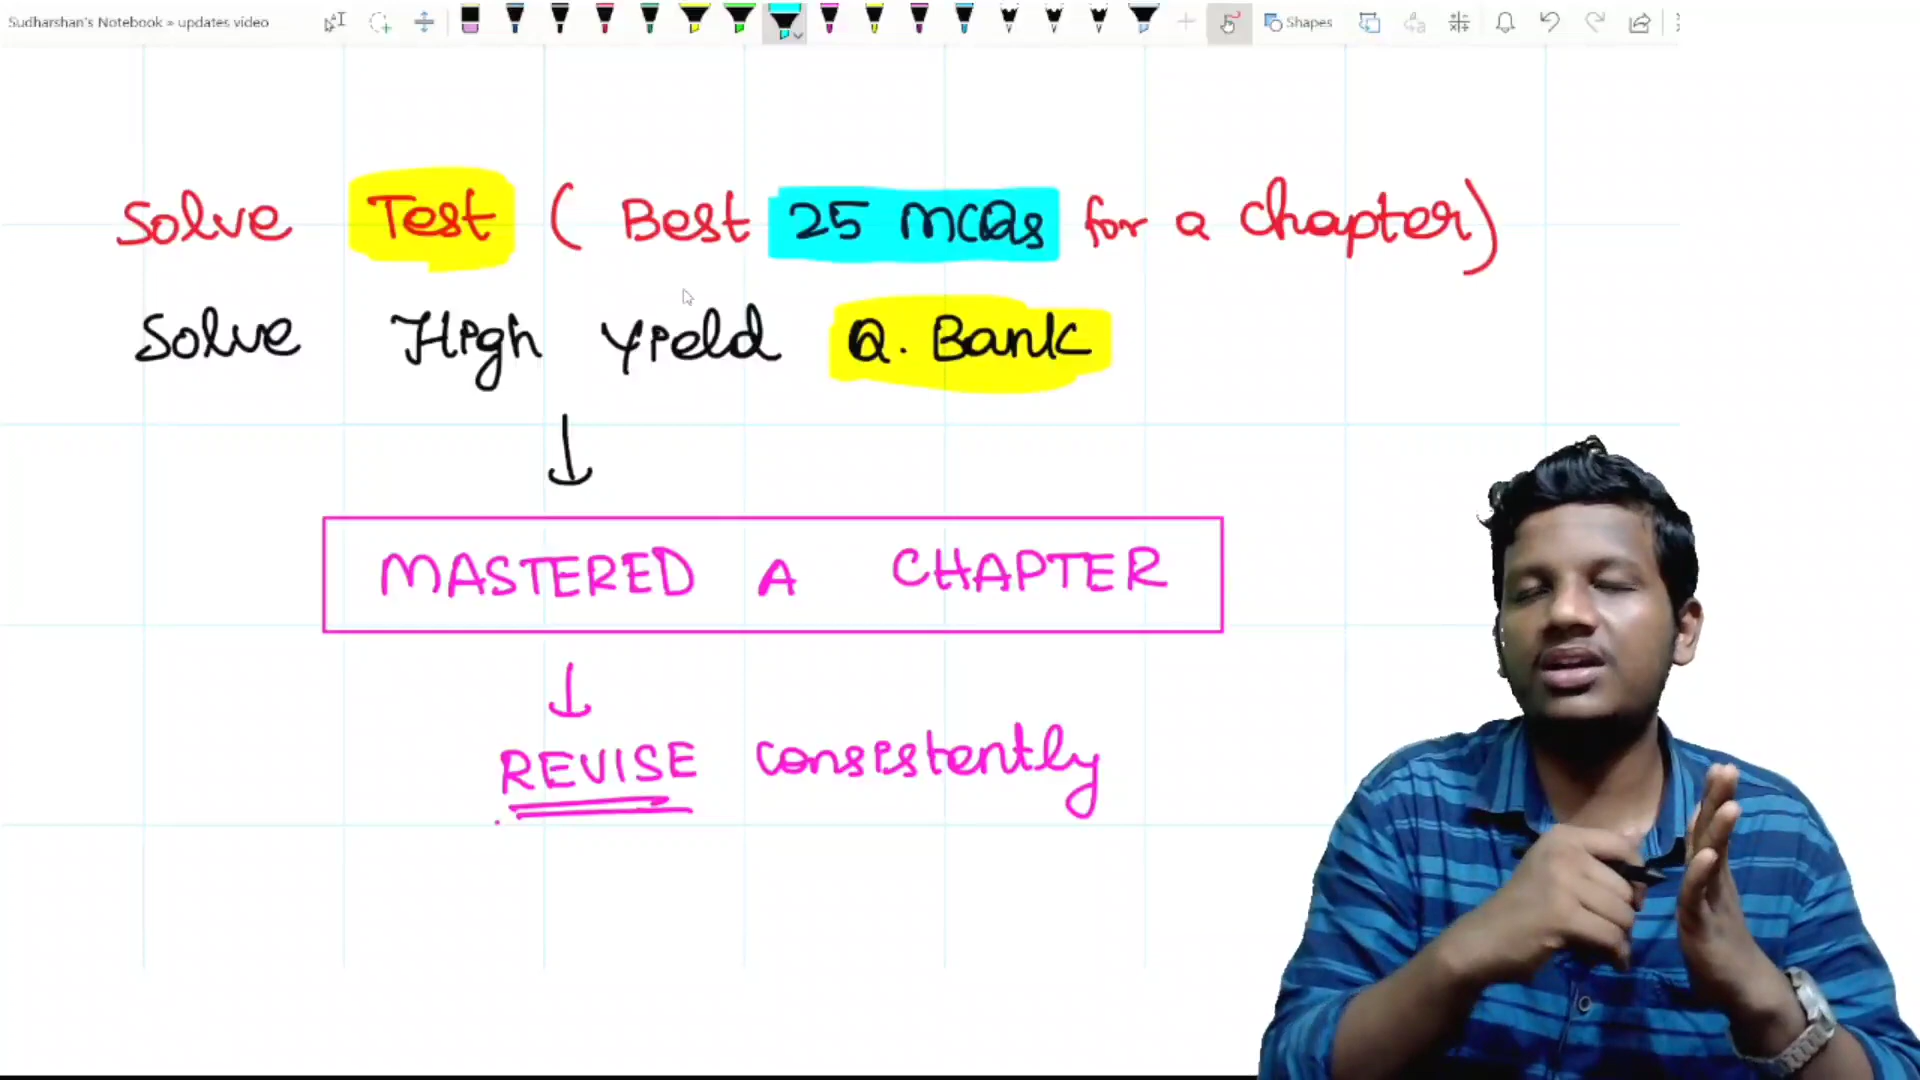 Sudharshan's Notebook » updates video
Shapes
Solve Test ( Best 25 MCQs for a chapter)
Solve High Yield Q. Bank
MASTERED A CHAPTER
REVISE consistently